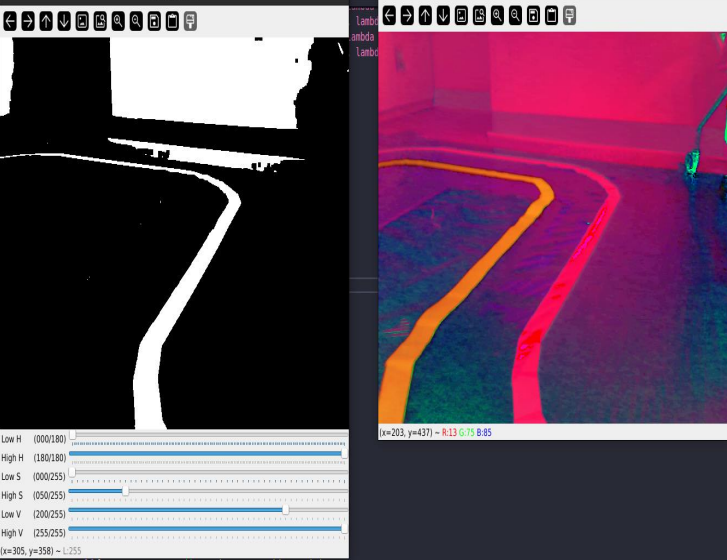 lambda
lambd
ambda
lambd
Low H (000/180)
High H (180/180)
Low S (000/255)
High S (050/255)
Low V (200/255)
High V (255/255)
(x=305, y=358) ~ L:255
(x=203, y=437) ~ R:13 G:75 B:85